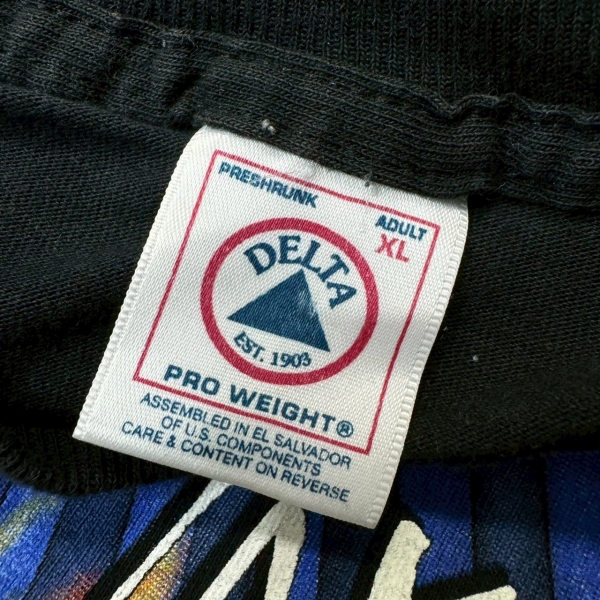 PRESHRUNK
ADULT
XL
DELTA
EST. 1903
PRO WEIGHT®
ASSEMBLED IN EL SALVADOR
OF U.S. COMPONENTS
CARE & CONTENT ON REVERSE